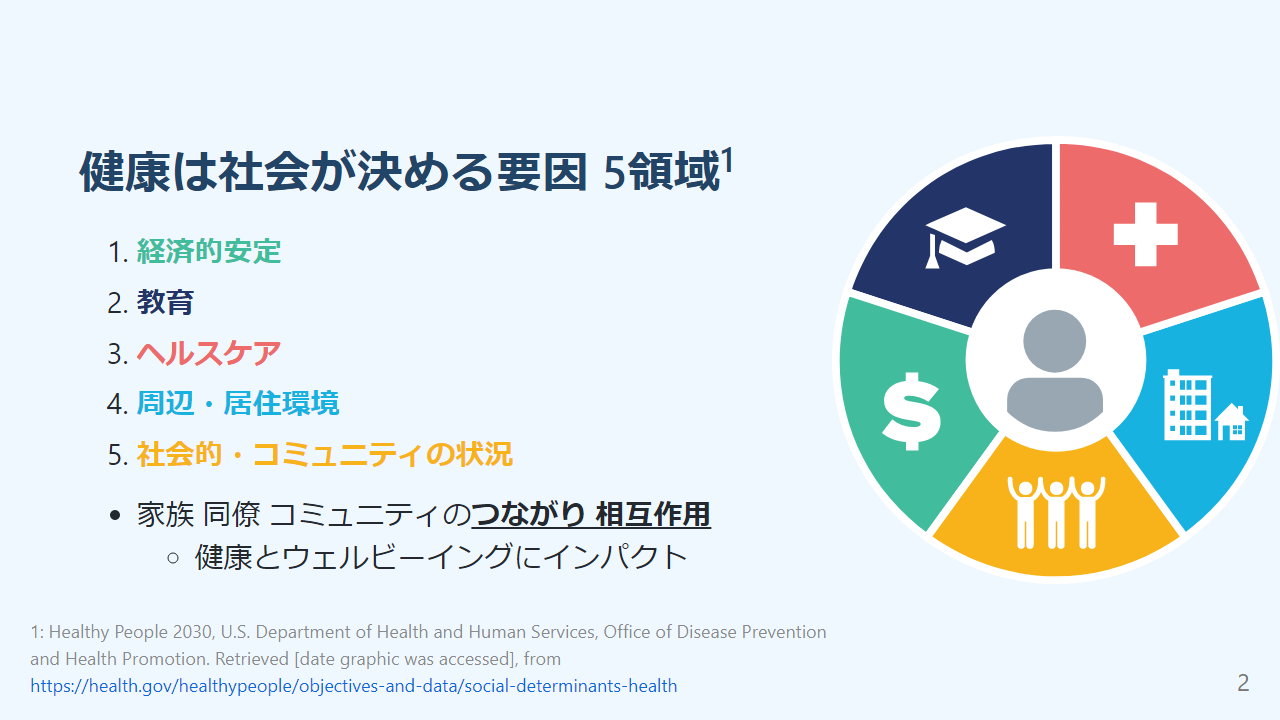 健康は社会が決める要因 5領域1
1. 経済的安定
2. 教育
3. ヘルスケア
4. 周辺・居住環境
5. 社会的・コミュニティの状況
• 家族 同僚 コミュニティのつながり 相互作用
○ 健康とウェルビーイングにインパクト
$
1: Healthy People 2030, U.S. Department of Health and Human Services, Office of Disease Prevention
and Health Promotion. Retrieved [date graphic was accessed], from
https://health.gov/healthypeople/objectives-and-data/social-determinants-health
2